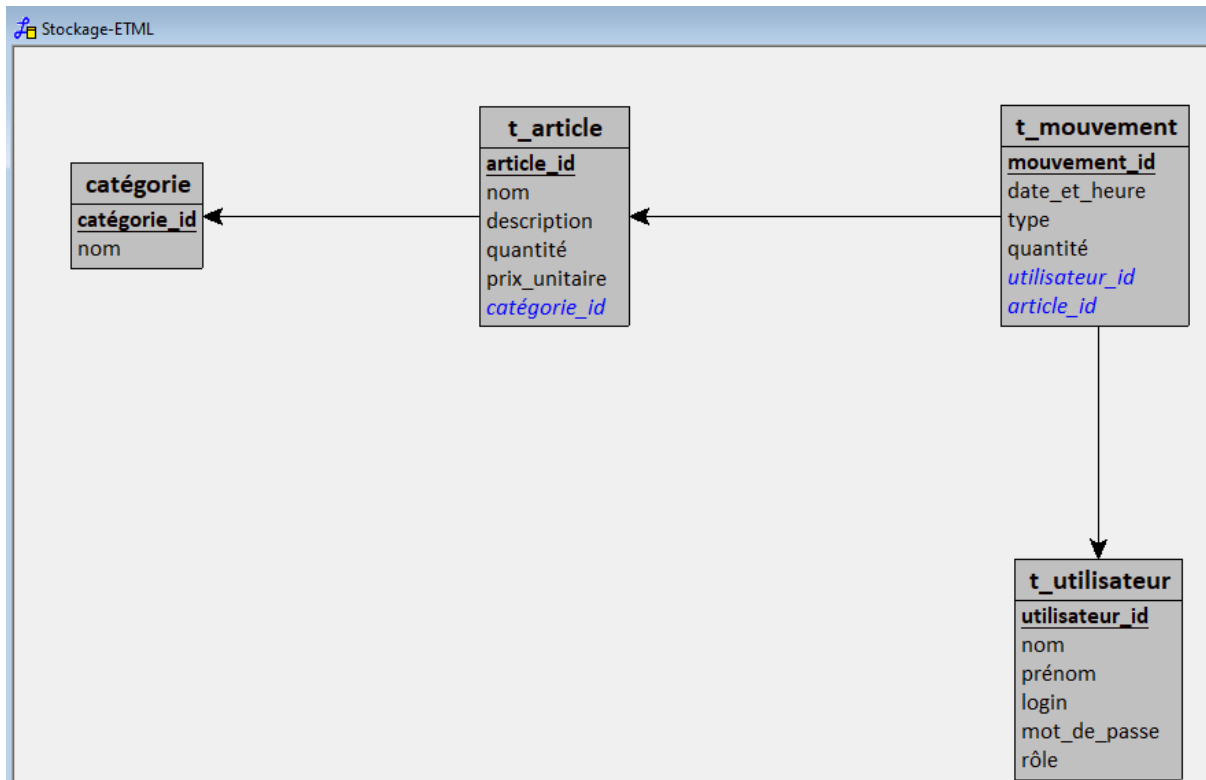 Stockage-ETML
catégorie
catégorie_id
nom
t_article
article_id
nom
description
quantité
prix_unitaire
catégorie_id
t_mouvement
mouvement_id
date_et_heure
type
quantité
utilisateur_id
article_id
t_utilisateur
utilisateur_id
nom
prénom
login
mot_de_passe
rôle